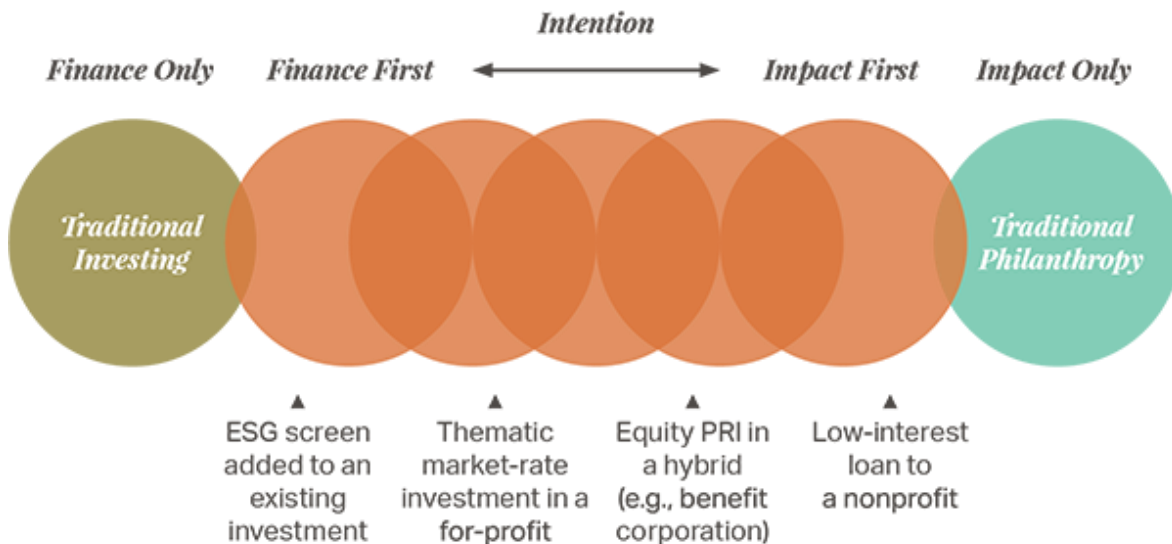 Intention
Finance Only
Finance First
Impact First
Impact Only
Traditional
Investing
Traditional
Philanthropy
ESG screen
added to an
existing
investment
Thematic
market-rate
investment in a
for-profit
Equity PRI in
a hybrid
(e.g., benefit
corporation)
Low-interest
loan to
a nonprofit